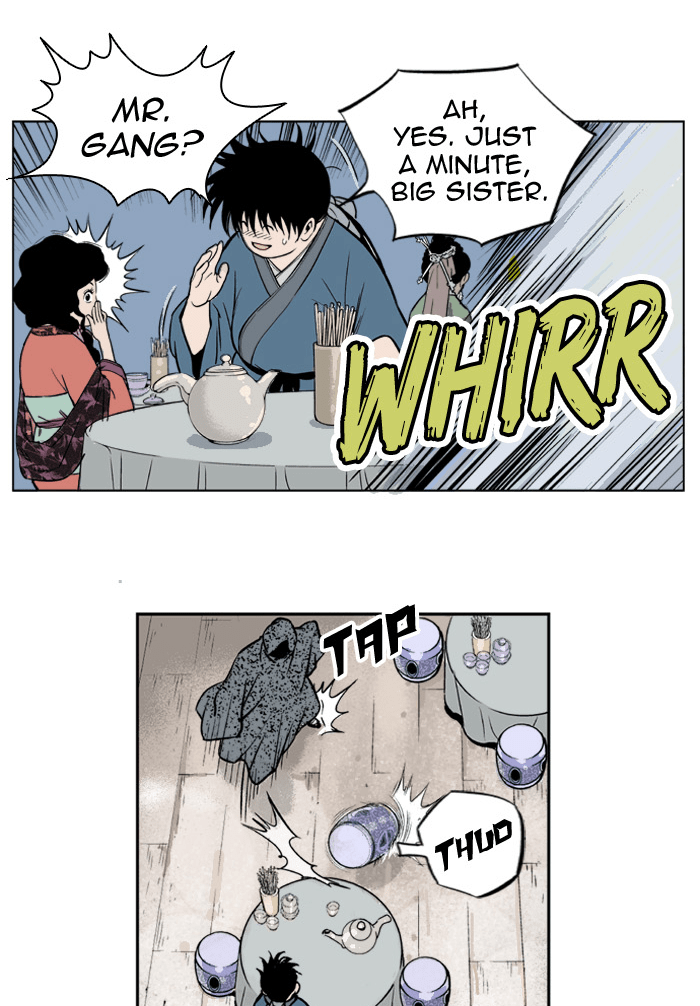 MR.
GANG?
AH,
YES. JUST
A MINUTE,
BIG SISTER.
WHIRR
TAP
THUD